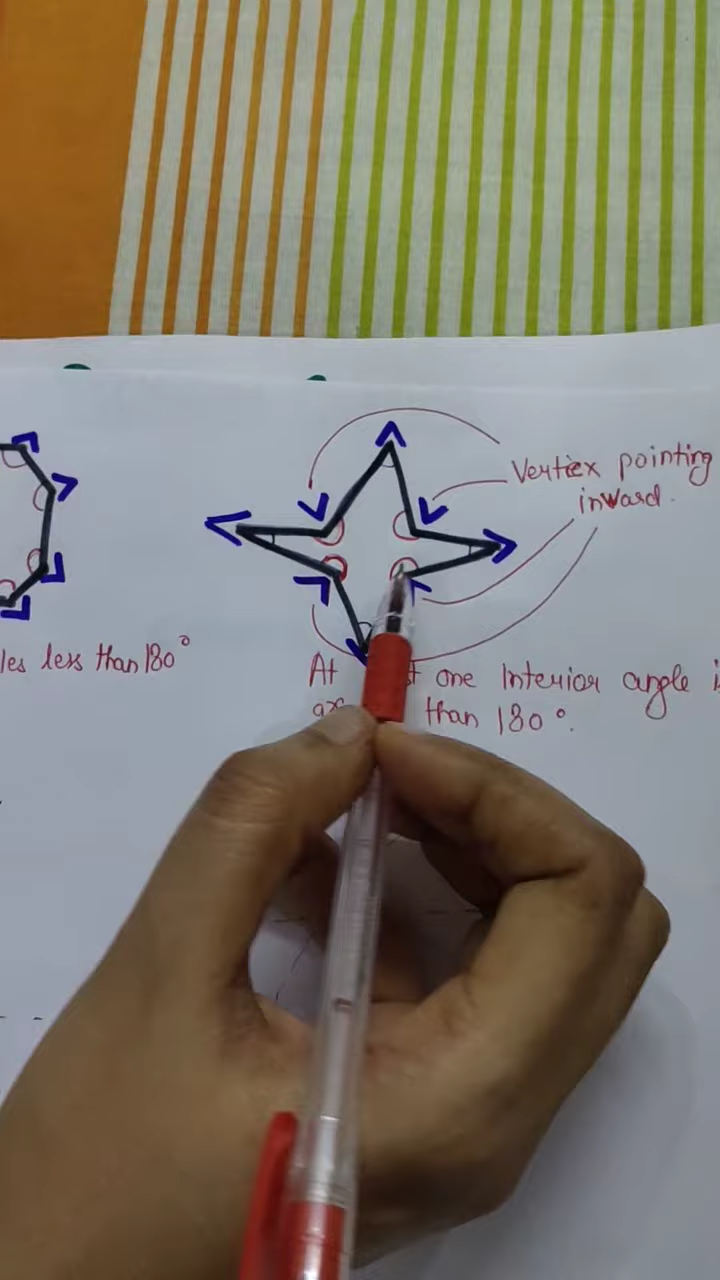 Vertex pointing
inward.
les less than 180°
At one Interior angle i
than 180°.